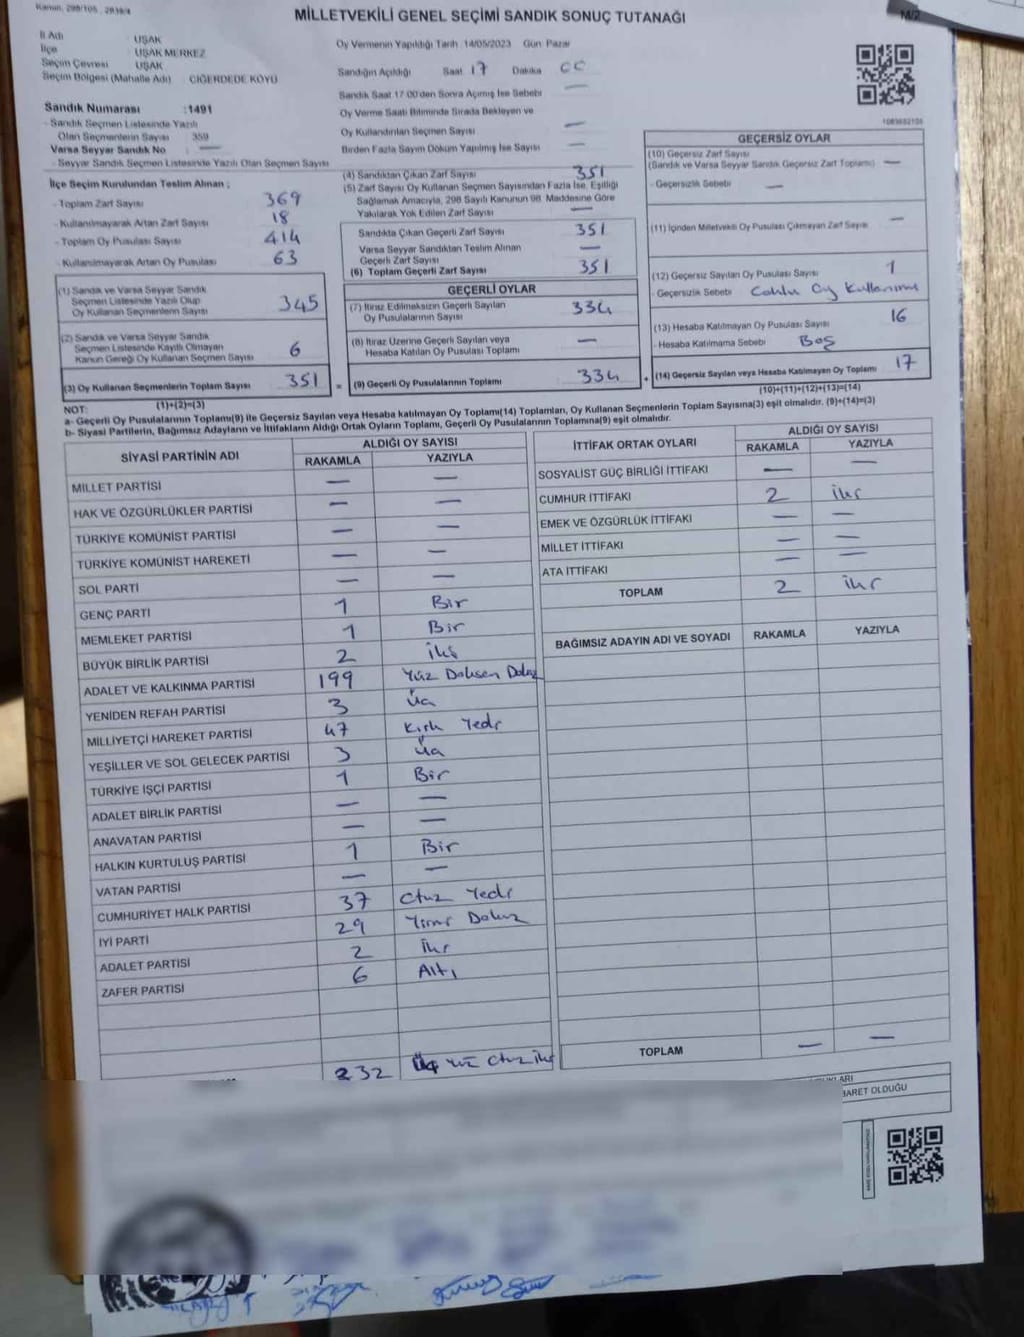 Kanun, 298/105 , 2839/4
MİLLETVEKİLİ GENEL SEÇİMİ SANDIK SONUÇ TUTANAĞI
M/2
İl Adı : UŞAK
İlçe : UŞAK MERKEZ
Seçim Çevresi : UŞAK
Seçim Bölgesi (Mahalle Adı) : CİĞERDEDE KÖYÜ
Sandık Numarası : 1491
- Sandık Seçmen Listesinde Yazılı
Olan Seçmenlerin Sayısı : 359
Varsa Seyyar Sandık No : —
- Seyyar Sandık Seçmen Listesinde Yazılı Olan Seçmen Sayısı
Oy Vermenin Yapıldığı Tarih :14/05/2023 Gün: Pazar
Sandığın Açıldığı Saat 17 Dakika 00
Sandık Saat 17:00'den Sonra Açımış İse Sebebi —
Oy Verme Saati Bitiminde Sırada Bekleyen ve
Oy Kullandırılan Seçmen Sayısı —
Birden Fazla Sayım Döküm Yapılmış İse Sayısı —
İlçe Seçim Kurulundan Teslim Alınan ;
- Toplam Zarf Sayısı 369
- Kullanılmayarak Artan Zarf Sayısı 18
- Toplam Oy Pusulası Sayısı 414
- Kullanılmayarak Artan Oy Pusulası 63
(1) Sandık ve Varsa Seyyar Sandık
Seçmen Listesinde Yazılı Olup
Oy Kullanan Seçmenlerin Sayısı 345
(2) Sandık ve Varsa Seyyar Sandık
Seçmen Listesinde Kayıtlı Olmayan
Kanun Gereği Oy Kullanan Seçmen Sayısı 6
(3) Oy Kullanan Seçmenlerin Toplam Sayısı 351
(1)+(2)=(3)
(4) Sandıktan Çıkan Zarf Sayısı 351
(5) Zarf Sayısı Oy Kullanan Seçmen Sayısından Fazla İse, Eşitliği
Sağlamak Amacıyla, 298 Sayılı Kanunun 98. Maddesine Göre
Yakılarak Yok Edilen Zarf Sayısı —
Sandıkta Çıkan Geçerli Zarf Sayısı 351
Varsa Seyyar Sandıktan Teslim Alınan
Geçerli Zarf Sayısı —
(6) Toplam Geçerli Zarf Sayısı 351
GEÇERLİ OYLAR
(7) İtiraz Edilmeksizin Geçerli Sayılan
Oy Pusulalarının Sayısı 334
(8) İtiraz Üzerine Geçerli Sayılan veya
Hesaba Katılan Oy Pusulası Toplamı —
= (9) Geçerli Oy Pusulalarının Toplamı 334 +
GEÇERSİZ OYLAR
(10) Geçersiz Zarf Sayısı
(Sandık ve Varsa Seyyar Sandık Geçersiz Zarf Toplamı) —
- Geçersizlik Sebebi —
(11) İçinden Milletvekili Oy Pusulası Çıkmayan Zarf Sayısı —
(12) Geçersiz Sayılan Oy Pusulası Sayısı 1
- Geçersizlik Sebebi Çoklu Oy Kullanımı
(13) Hesaba Katılmayan Oy Pusulası Sayısı 16
- Hesaba Katılmama Sebebi Boş
(14) Geçersiz Sayılan veya Hesaba Katılmayan Oy Toplamı 17
(10)+(11)+(12)+(13)=(14)
NOT:
a- Geçerli Oy Pusulalarının Toplamı(9) ile Geçersiz Sayılan veya Hesaba katılmayan Oy Toplamı(14) Toplamları, Oy Kullanan Seçmenlerin Toplam Sayısına(3) eşit olmalıdır. (9)+(14)=(3)
b- Siyasi Partilerin, Bağımsız Adayların ve İttifakların Aldığı Ortak Oyların Toplamı, Geçerli Oy Pusulalarının Toplamına(9) eşit olmalıdır.
SİYASİ PARTİNİN ADI ALDIĞI OY SAYISI
RAKAMLA YAZIYLA
MİLLET PARTİSİ — —
HAK VE ÖZGÜRLÜKLER PARTİSİ — —
TÜRKİYE KOMÜNİST PARTİSİ — —
TÜRKİYE KOMÜNİST HAREKETİ — —
SOL PARTİ — —
GENÇ PARTİ 1 Bir
MEMLEKET PARTİSİ 1 Bir
BÜYÜK BİRLİK PARTİSİ 2 İki
ADALET VE KALKINMA PARTİSİ 199 Yüz Doksen Dokuz
YENİDEN REFAH PARTİSİ 3 Üç
MİLLİYETÇİ HAREKET PARTİSİ 47 Kırk Yedi
YEŞİLLER VE SOL GELECEK PARTİSİ 3 Üç
TÜRKİYE İŞÇİ PARTİSİ 1 Bir
ADALET BİRLİK PARTİSİ — —
ANAVATAN PARTİSİ — —
HALKIN KURTULUŞ PARTİSİ 1 Bir
VATAN PARTİSİ — —
CUMHURİYET HALK PARTİSİ 37 Otuz Yedi
İYİ PARTİ 29 Yirmi Dokuz
ADALET PARTİSİ 2 İki
ZAFER PARTİSİ 6 Altı
332 Üç Yüz Otuz İki
İTTİFAK ORTAK OYLARI ALDIĞI OY SAYISI
RAKAMLA YAZIYLA
SOSYALİST GÜÇ BİRLİĞİ İTTİFAKI — —
CUMHUR İTTİFAKI 2 İki
EMEK VE ÖZGÜRLÜK İTTİFAKI — —
MİLLET İTTİFAKI — —
ATA İTTİFAKI — —
TOPLAM 2 İki
BAĞIMSIZ ADAYIN ADI VE SOYADI RAKAMLA YAZIYLA
TOPLAM — —
BARET OLDUĞU